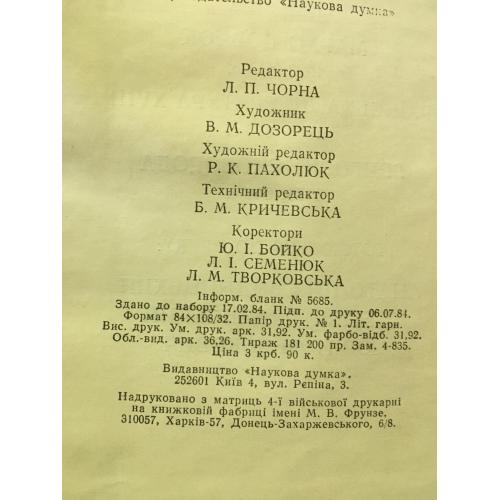 «Наукова думка»
Редактор
Л. П. ЧОРНА
Художник
В. М. ДОЗОРЕЦЬ
Художній редактор
Р. К. ПАХОЛЮК
Технічний редактор
Б. М. КРИЧЕВСЬКА
Коректори
Ю. І. БОЙКО
Л. І. СЕМЕНЮК
Л. М. ТВОРКОВСЬКА
Інформ. бланк № 5685.
Здано до набору 17.02.84. Підп. до друку 06.07.84.
Формат 84×108/32. Папір друк. № 1. Літ. гарн.
Вис. друк. Ум. друк. арк. 31,92. Ум. фарбо-відб. 31,92.
Обл.-вид. арк. 36,26. Тираж 181 200 пр. Зам. 4-835.
Ціна 3 крб. 90 к.
Видавництво «Наукова думка».
252601 Київ 4, вул. Рєпіна, 3.
Надруковано з матриць 4-ї військової друкарні
на книжковій фабриці імені М. В. Фрунзе.
310057, Харків-57, Донець-Захаржевського, 6/8.